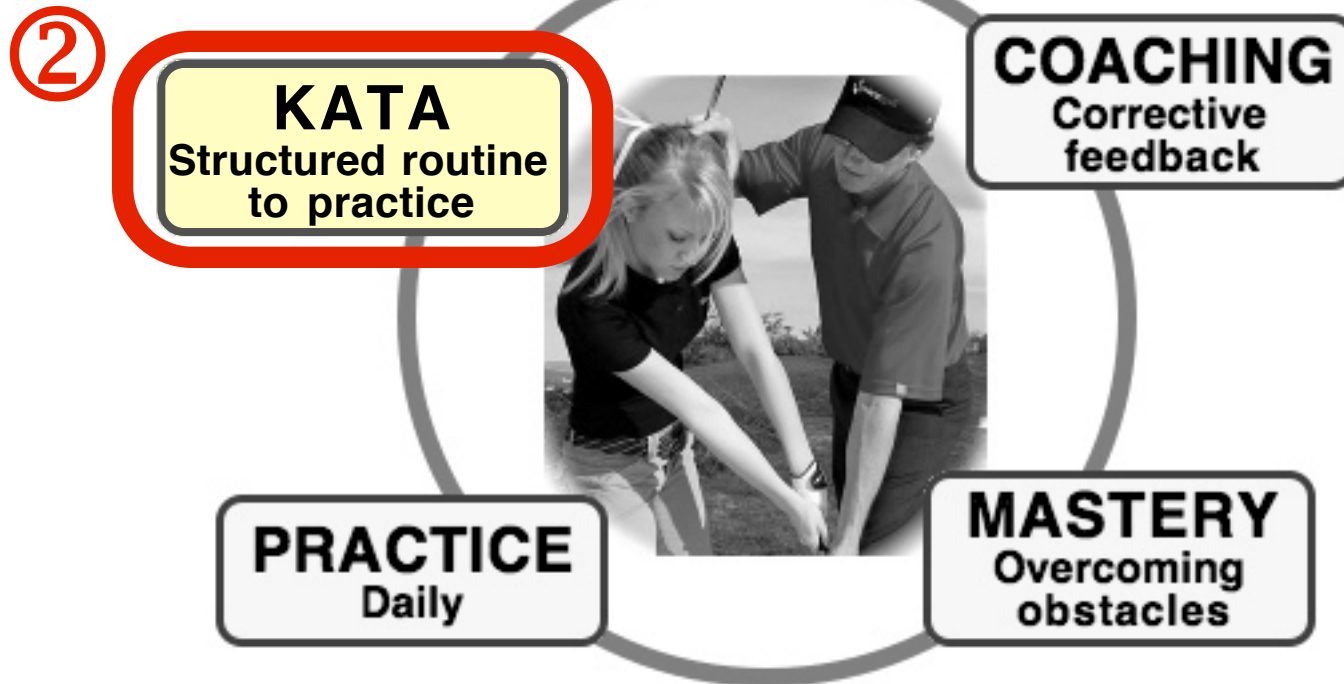 ②
KATA
Structured routine
to practice
COACHING
Corrective
feedback
PRACTICE
Daily
MASTERY
Overcoming
obstacles